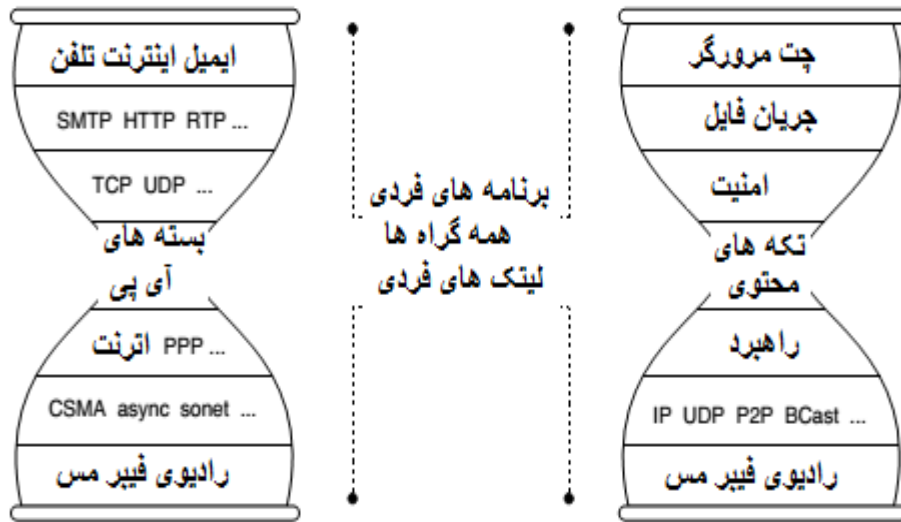 ایمیل اینترنت تلفن
SMTP HTTP RTP ...
TCP UDP ...
بسته های
آی پی
اترنت PPP ...
CSMA async sonet ...
رادیوی فیبر مس
برنامه های فردی
همه گراه ها
لینک های فردی
چت مرورگر
جریان فایل
امنیت
تکه های
محتوی
راهبرد
IP UDP P2P BCast ...
رادیوی فیبر مس